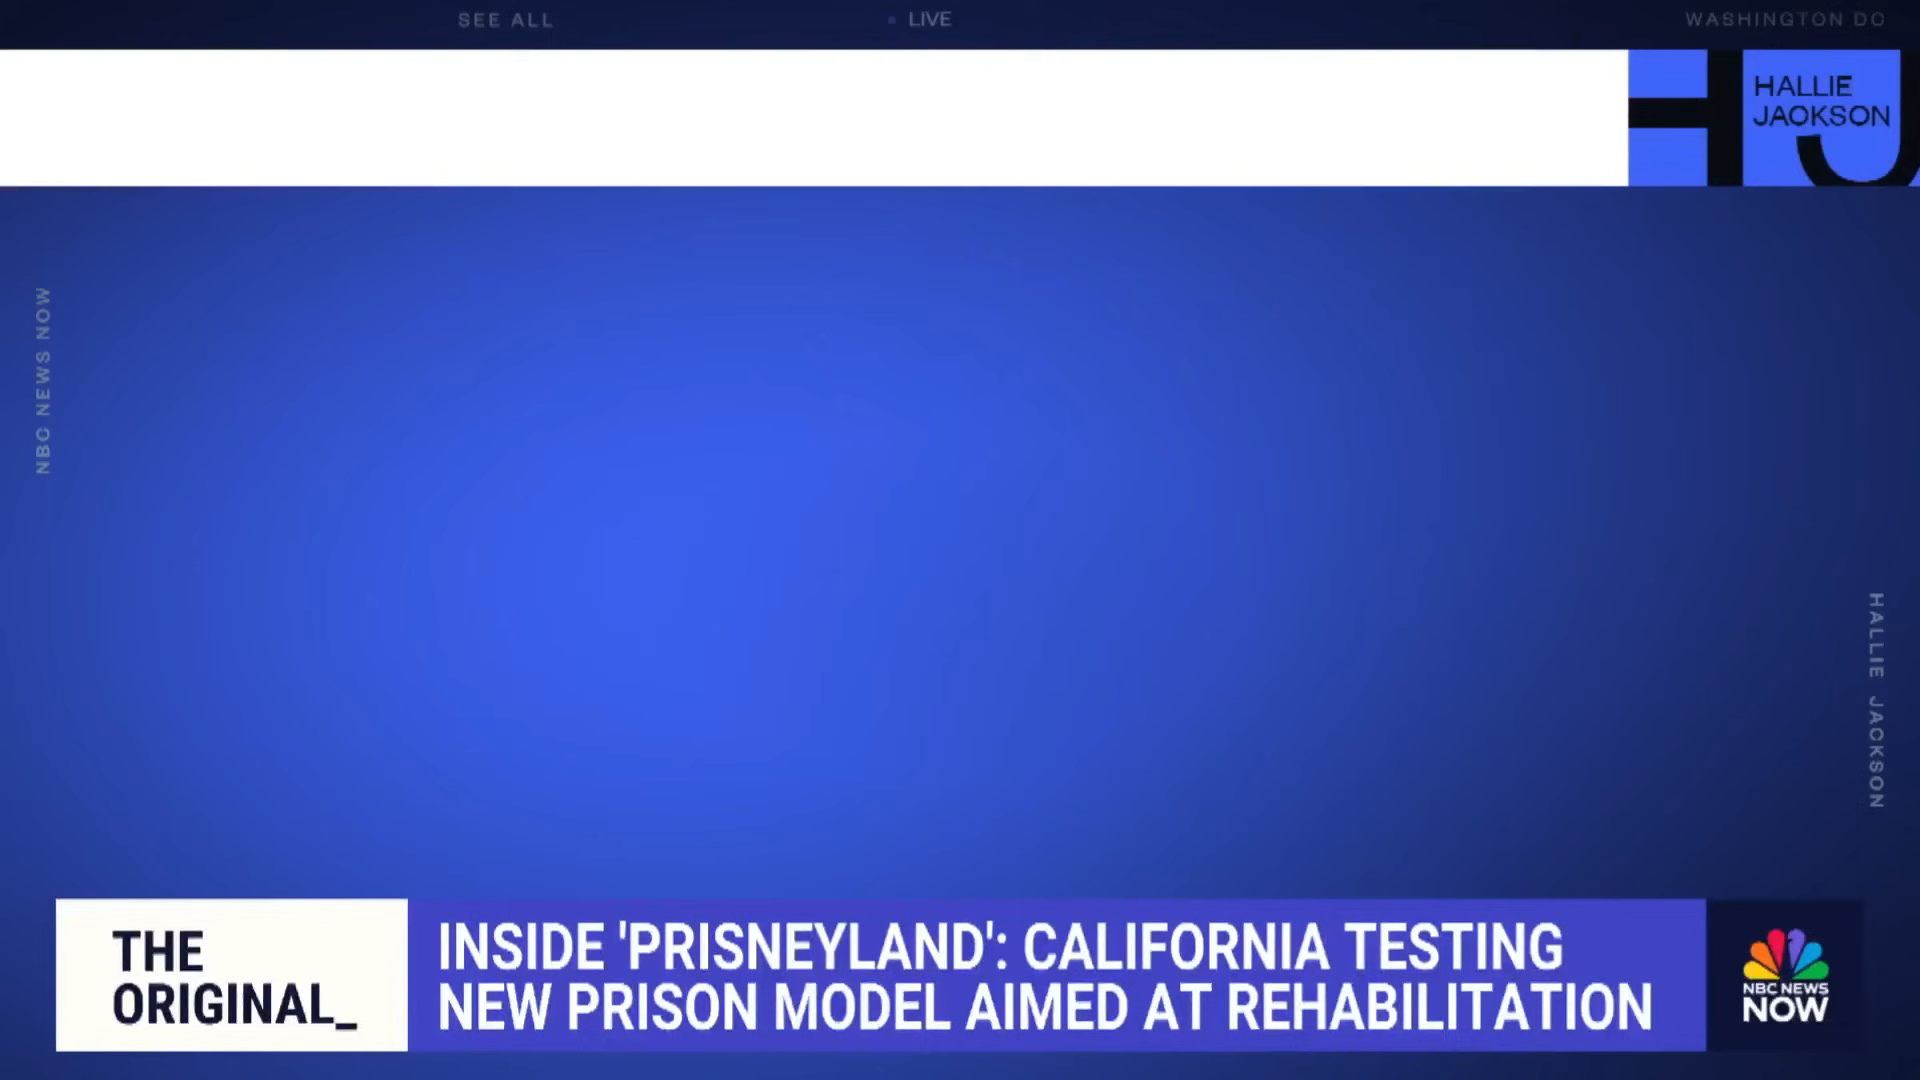 SEE ALL
LIVE
WASHINGTON DC
HALLIE
JACKSON
NBC NEWS NOW
HALLIE JACKSON
THE
ORIGINAL_
INSIDE 'PRISNEYLAND': CALIFORNIA TESTING
NEW PRISON MODEL AIMED AT REHABILITATION
NBC NEWS
NOW